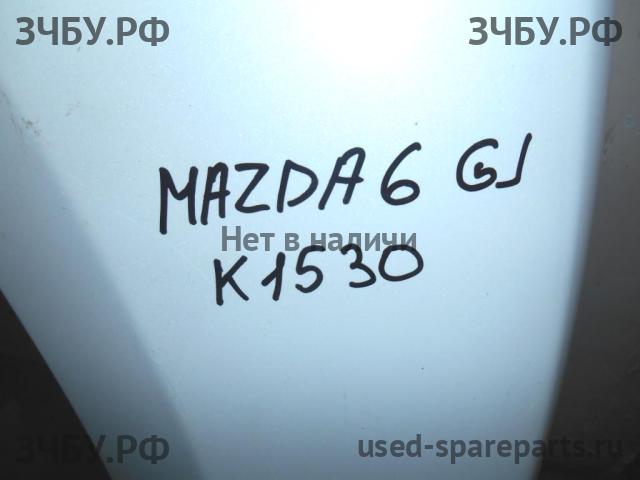 ЗЧБУ.РФ ЗЧБУ.РФ
MAZDA 6 GJ
Нет в наличи
K1530
ЗЧБУ.РФ used-spareparts.ru